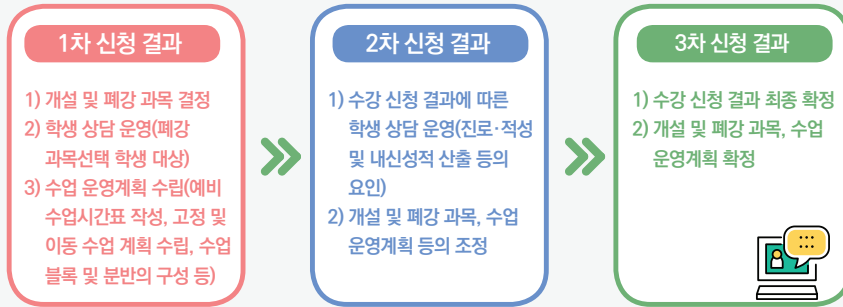 1차 신청 결과
1) 개설 및 폐강 과목 결정
2) 학생 상담 운영(폐강
과목선택 학생 대상)
3) 수업 운영계획 수립(예비
수업시간표 작성, 고정 및
이동 수업 계획 수립, 수업
블록 및 분반의 구성 등)
2차 신청 결과
1) 수강 신청 결과에 따른
학생 상담 운영(진로·적성
및 내신성적 산출 등의
요인)
2) 개설 및 폐강 과목, 수업
운영계획 등의 조정
3차 신청 결과
1) 수강 신청 결과 최종 확정
2) 개설 및 폐강 과목, 수업
운영계획 확정